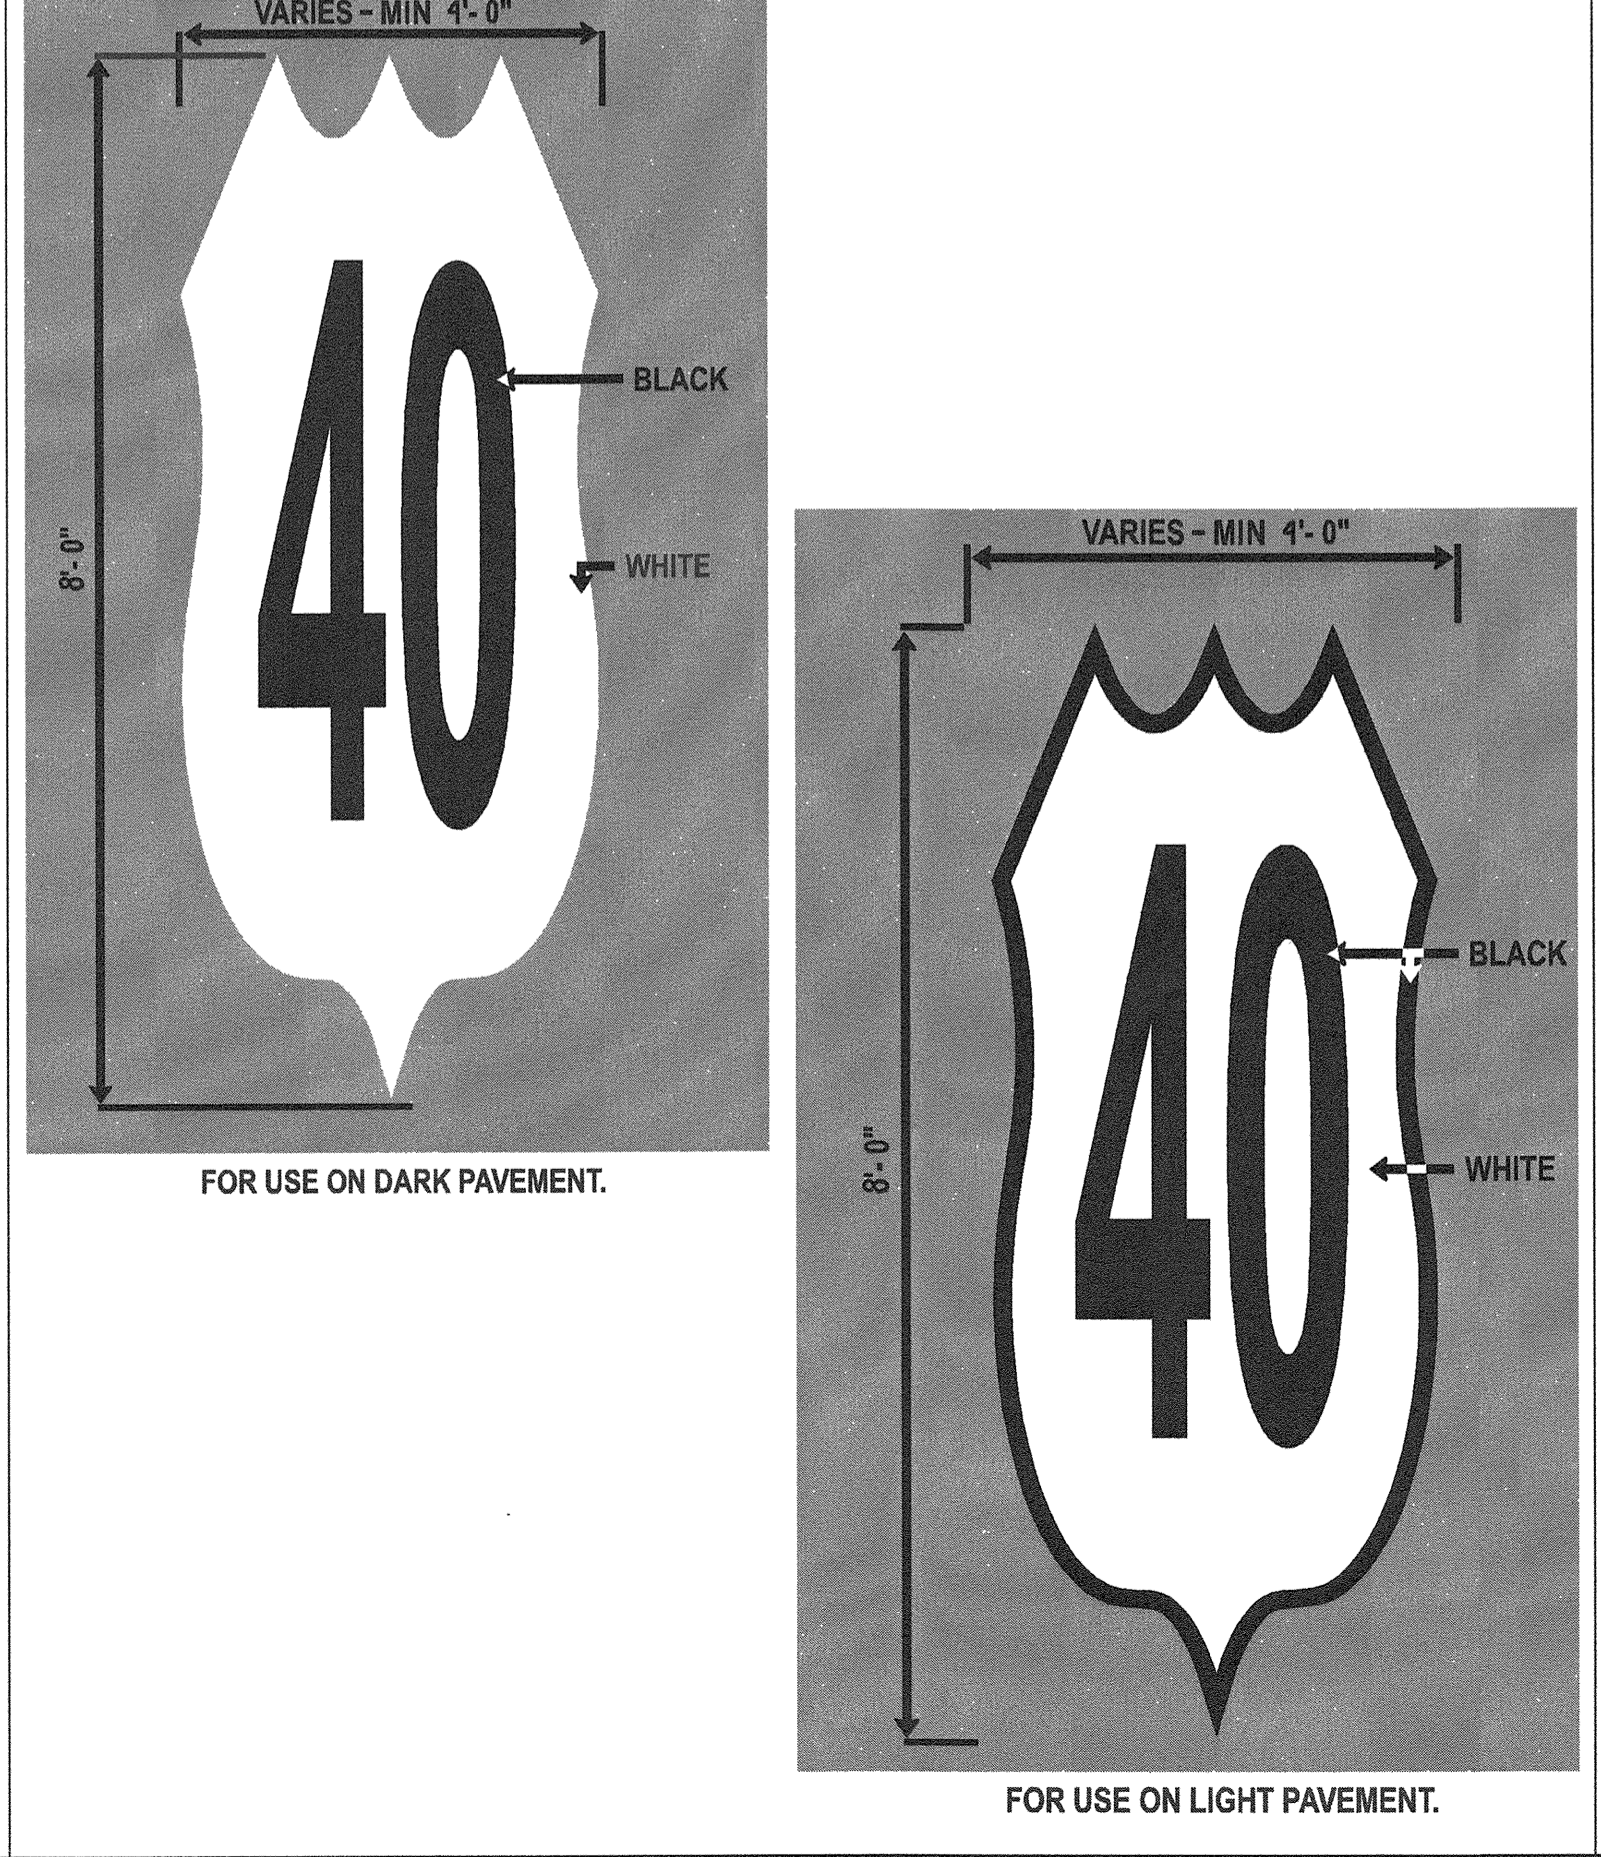 VARIES - MIN 4'- 0"
40
BLACK
8'- 0"
WHITE
FOR USE ON DARK PAVEMENT.
VARIES - MIN 4'- 0"
40
BLACK
8'- 0"
WHITE
FOR USE ON LIGHT PAVEMENT.